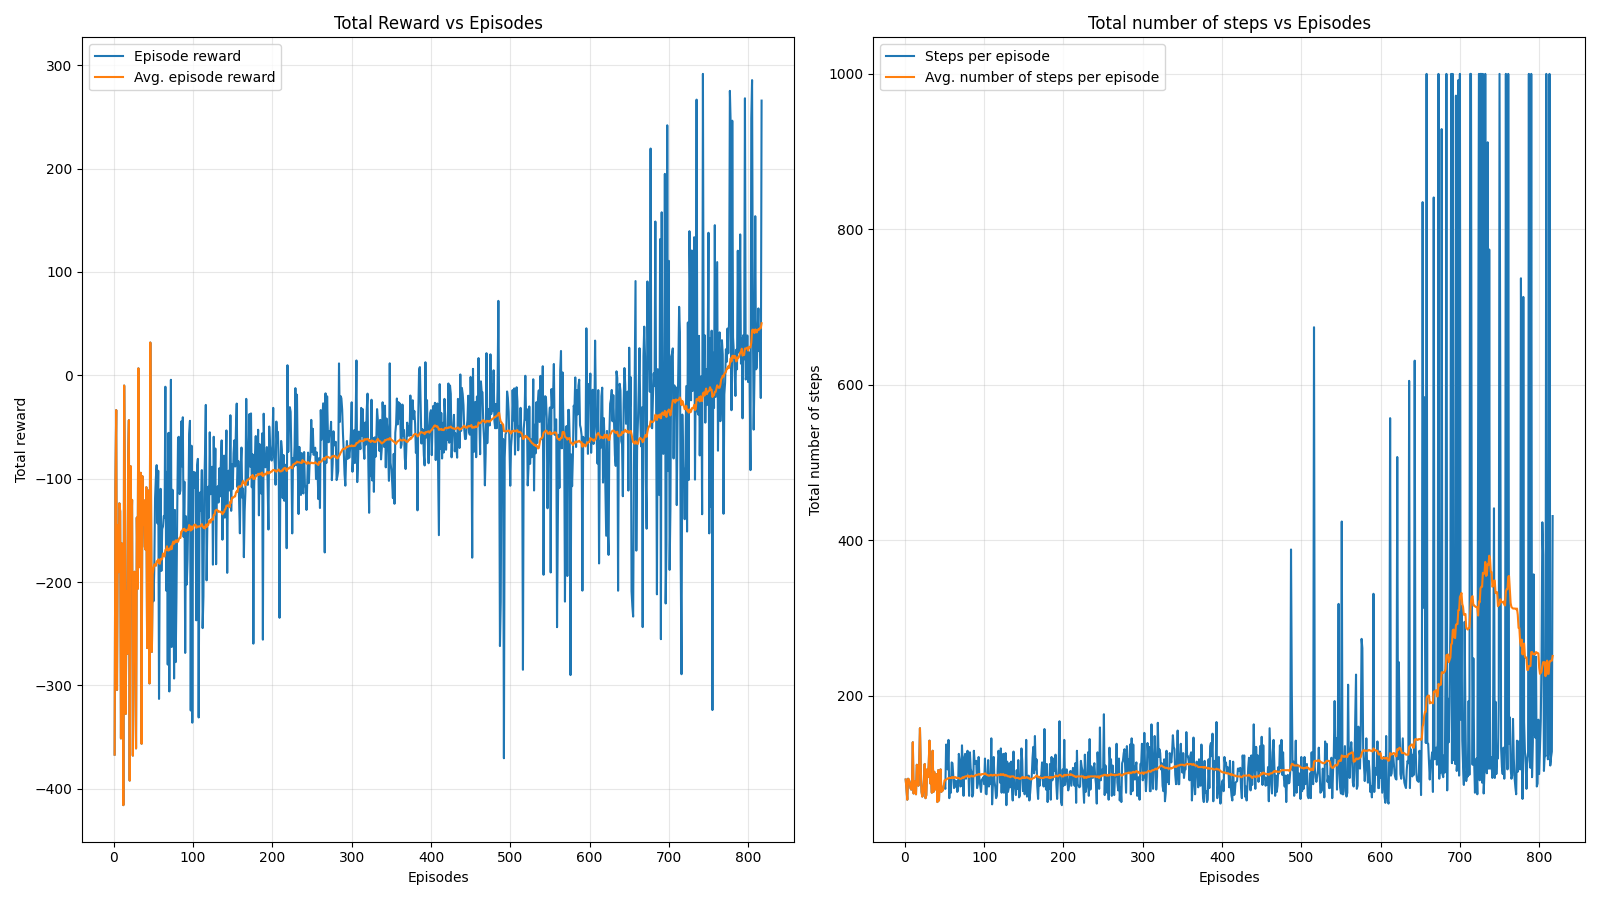 Total Reward vs Episodes
Episode reward
Avg. episode reward
300
200
100
0
−100
−200
−300
−400
Total reward
0 100 200 300 400 500 600 700 800
Episodes
Total number of steps vs Episodes
Steps per episode
Avg. number of steps per episode
1000
800
600
400
200
Total number of steps
0 100 200 300 400 500 600 700 800
Episodes